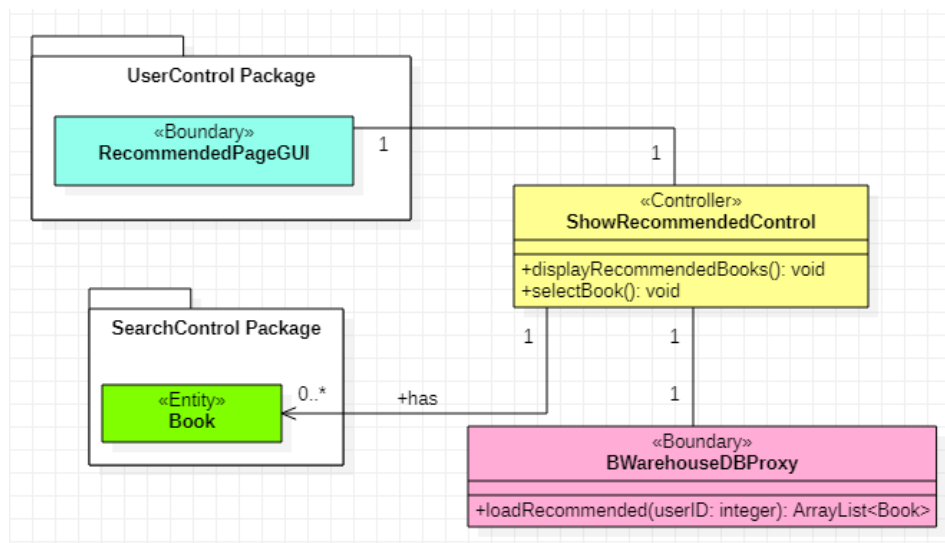 UserControl Package
«Boundary»
RecommendedPageGUI
1
1
«Controller»
ShowRecommendedControl
+displayRecommendedBooks(): void
+selectBook(): void
SearchControl Package
«Entity»
Book
0..*
+has
1
1
1
«Boundary»
BWarehouseDBProxy
+loadRecommended(userID: integer): ArrayList<Book>